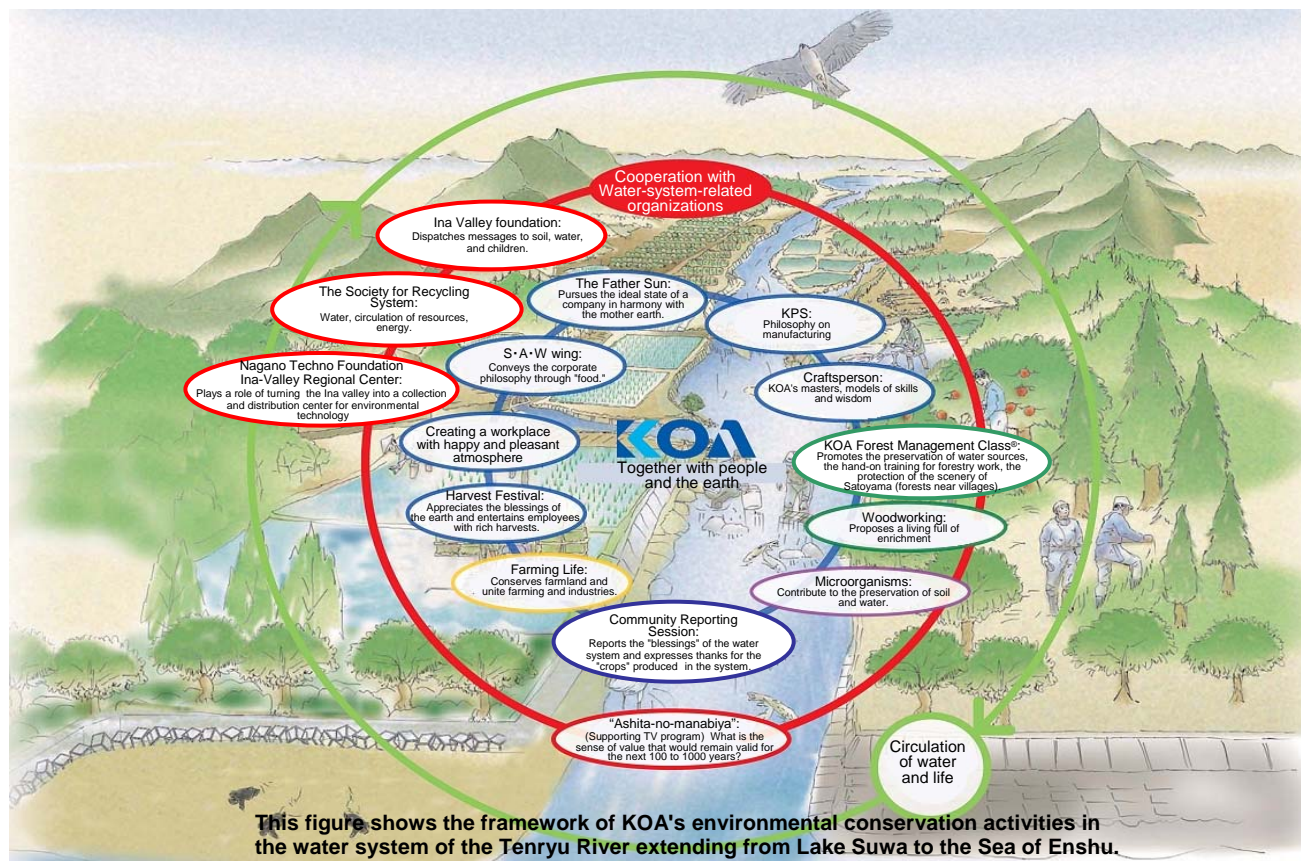 Cooperation with
Water-system-related
organizations
Ina Valley foundation:
Dispatches messages to soil, water,
and children.
The Society for Recycling
System:
Water, circulation of resources,
energy.
Nagano Techno Foundation
Ina-Valley Regional Center:
Plays a role of turning the Ina valley into a collection
and distribution center for environmental
technology
The Father Sun:
Pursues the ideal state of a
company in harmony with
the mother earth.
KPS:
Philosophy on
manufacturing
S・A・W wing:
Conveys the corporate
philosophy through "food."
Craftsperson:
KOA's masters, models of skills
and wisdom
Creating a workplace
with happy and pleasant
atmosphere
KOA
Together with people
and the earth
KOA Forest Management Class®:
Promotes the preservation of water sources,
the hand-on training for forestry work, the
protection of the scenery of
Satoyama (forests near villages).
Harvest Festival:
Appreciates the blessings of
the earth and entertains employees
with rich harvests.
Woodworking:
Proposes a living full of
enrichment
Farming Life:
Conserves farmland and
unite farming and industries.
Microorganisms:
Contribute to the preservation of soil
and water.
Community Reporting
Session:
Reports the "blessings" of the water
system and expresses thanks for the
"crops" produced in the system.
"Ashita-no-manabiya":
(Supporting TV program) What is the
sense of value that would remain valid for
the next 100 to 1000 years?
Circulation
of water
and life
This figure shows the framework of KOA's environmental conservation activities in
the water system of the Tenryu River extending from Lake Suwa to the Sea of Enshu.